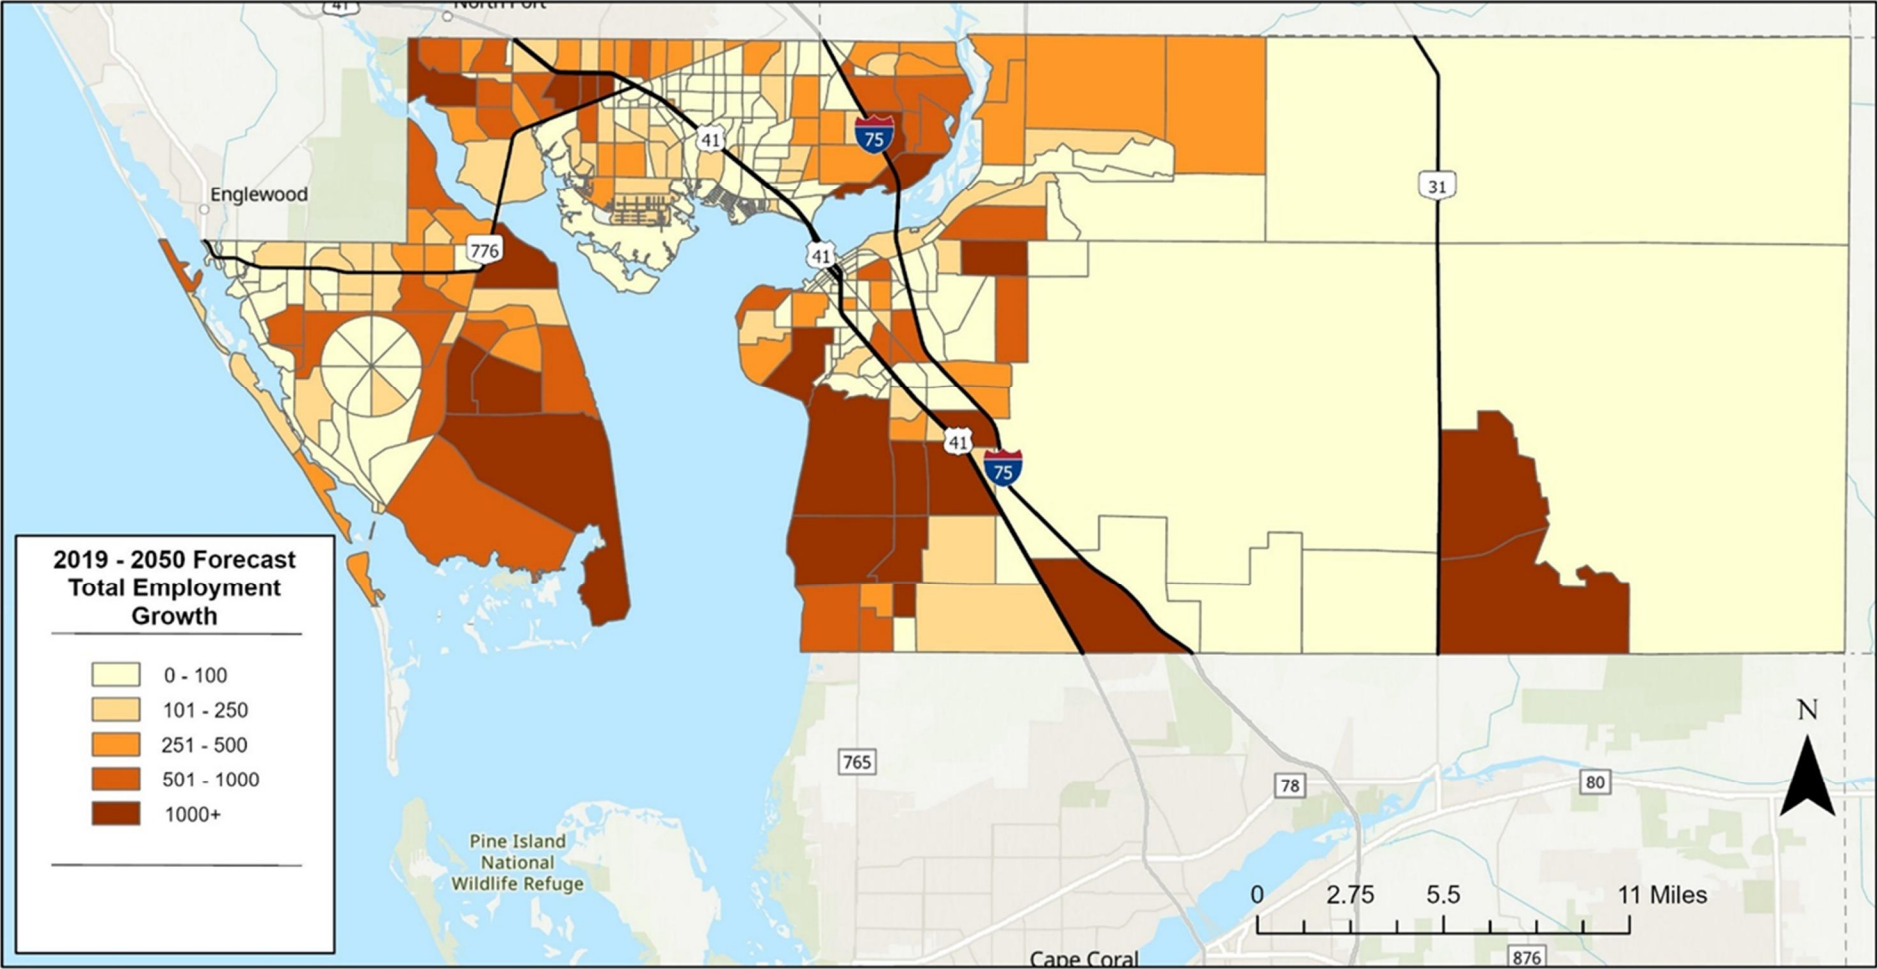 41
North Port
41
75
31
Englewood
776
41
41
75
2019 - 2050 Forecast
Total Employment
Growth
0 - 100
101 - 250
251 - 500
501 - 1000
1000+
N
765
78
80
Pine Island
National
Wildlife Refuge
0 2.75 5.5 11 Miles
Cape Coral
876